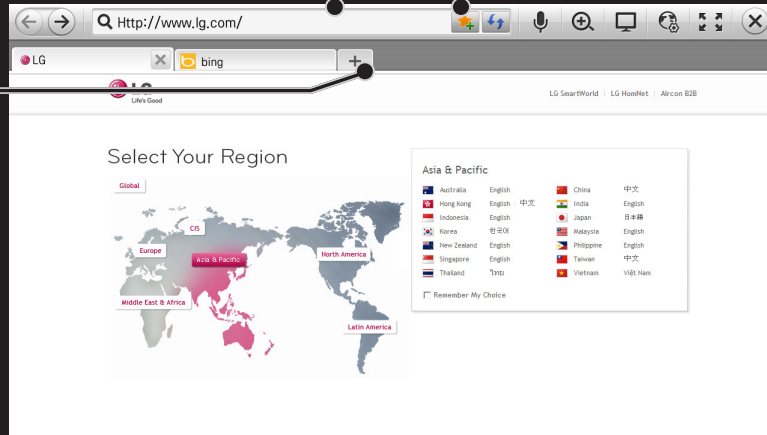 Http://www.lg.com/
LG
bing
LG
Life's Good
LG SmartWorld | LG HomNet | Aircon B2B
Select Your Region
Global
CIS
Europe
Asia & Pacific
North America
Middle East & Africa
Latin America
Asia & Pacific
Australia English China 中文
Hong Kong English 中文 India English
Indonesia English Japan 日本語
Korea 한국어 Malaysia English
New Zealand English Philippine English
Singapore English Taiwan 中文
Thailand ไทย Vietnam Việt Nam
Remember My Choice